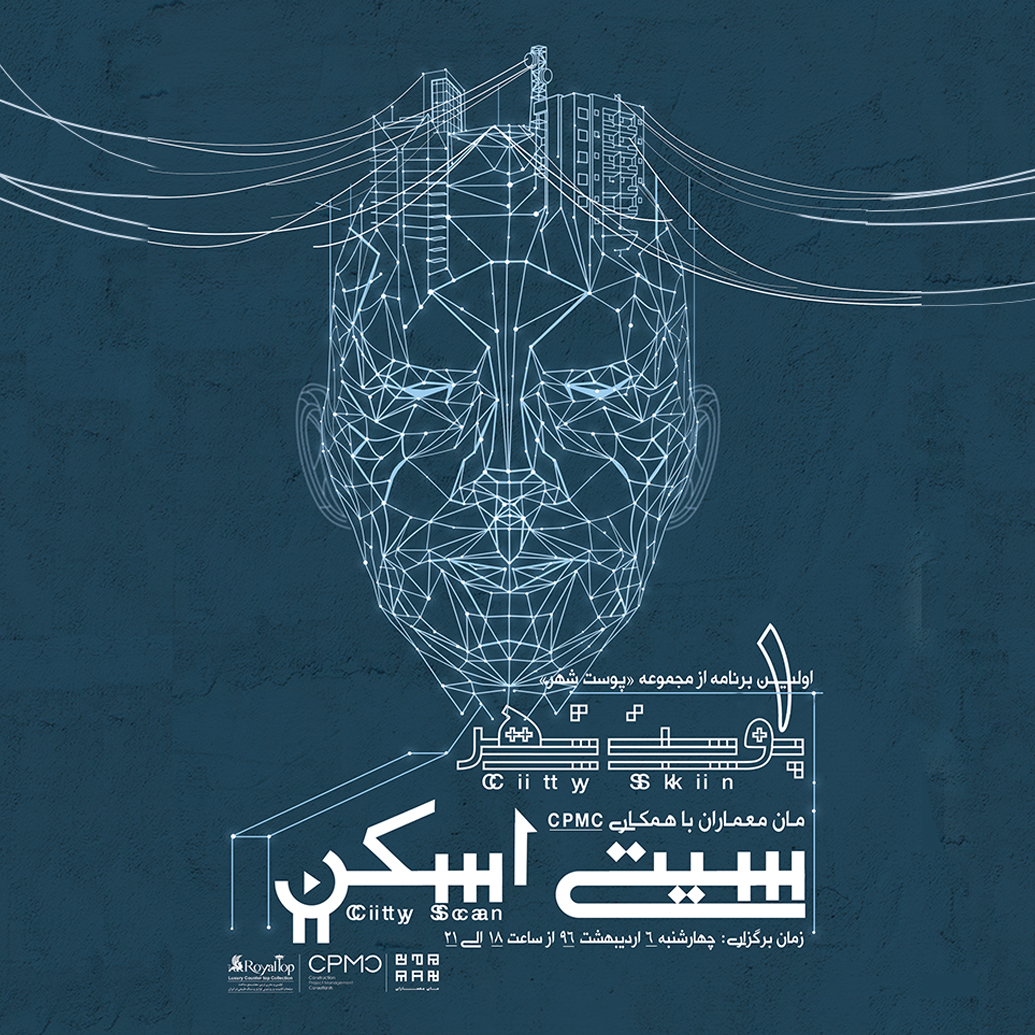 اولین برنامه از مجموعه «پوست شهر»
۱
پوست شهر
City Skin
مان معماران با همکاری CPMC
سیتی اسکن
City Scan
زمان برگزاری: چهارشنبه ۶ اردیبهشت ۹۶ از ساعت ۱۸ الی ۲۱
RoyalTop
Luxury Counter top Collection
CPMC
Construction
Project Management
Consultants
مان معماران